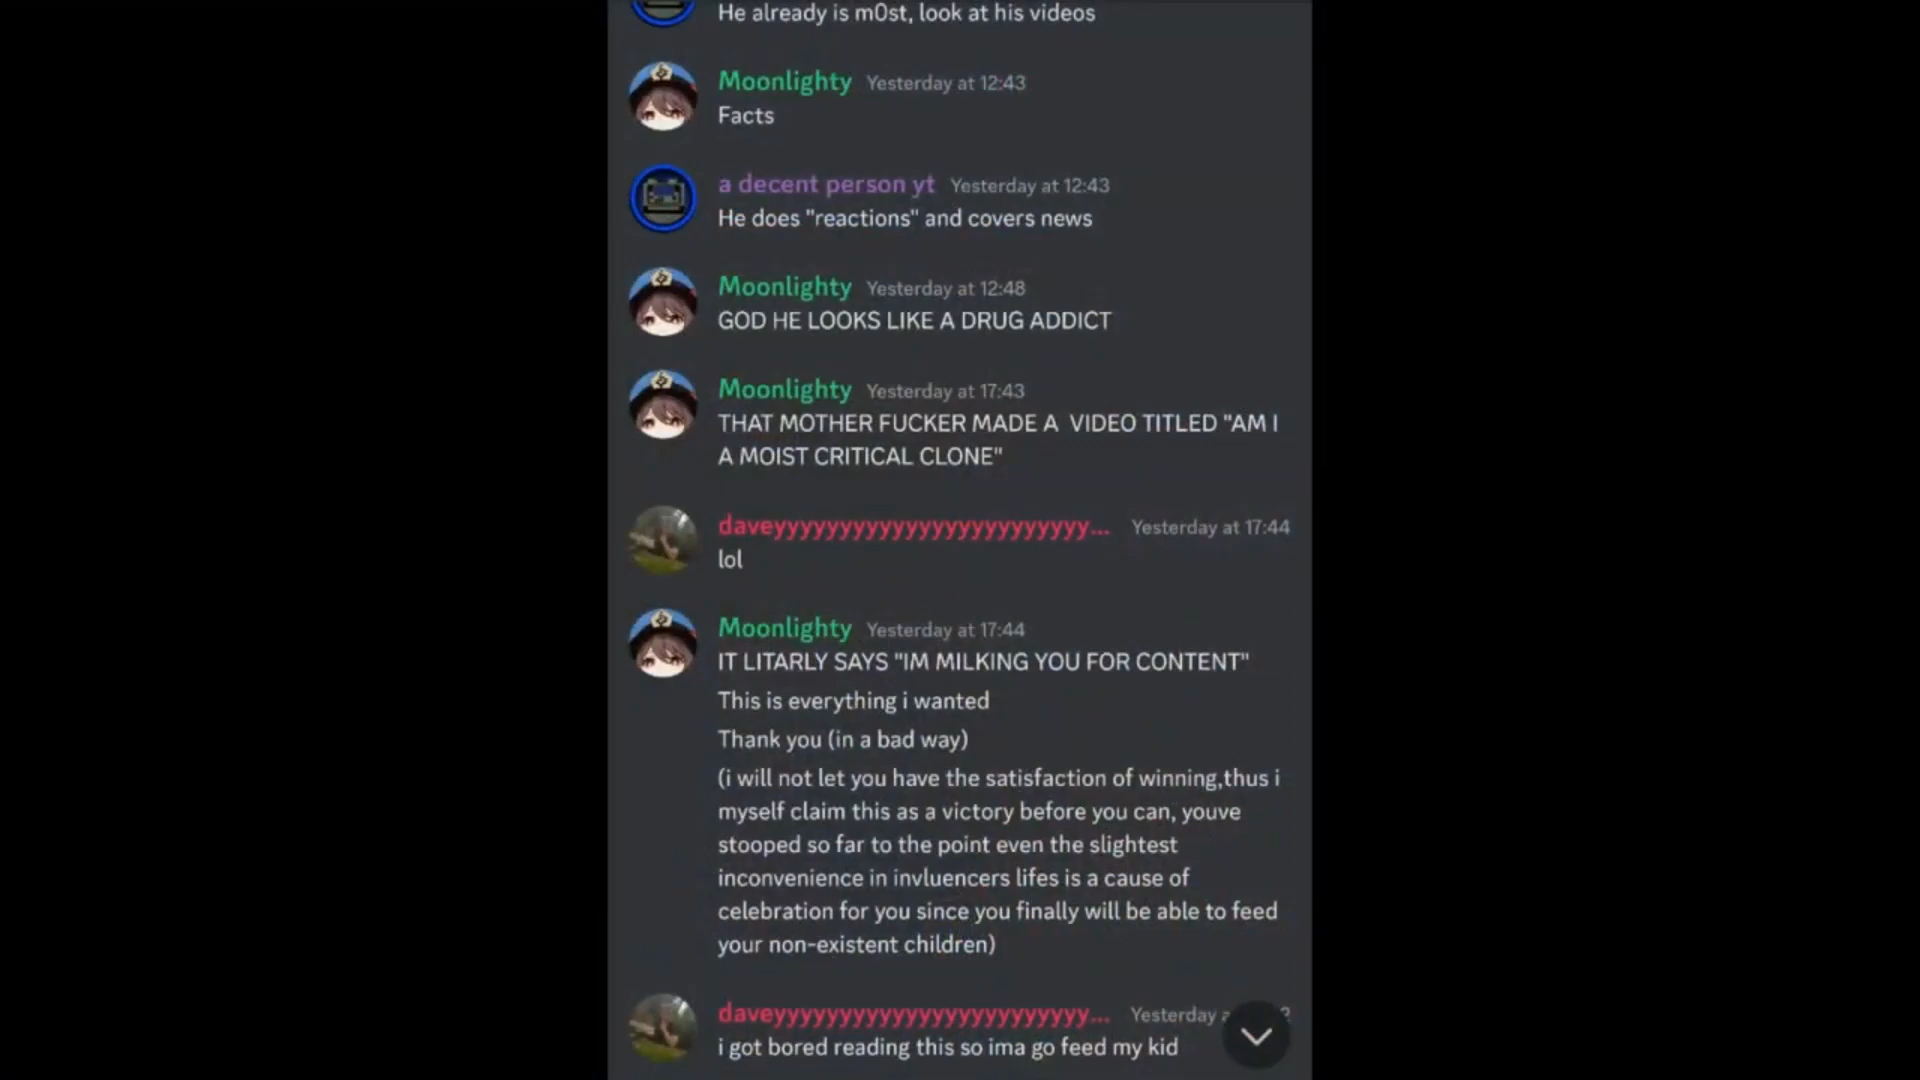 He already is m0st, look at his videos
Moonlighty Yesterday at 12:43
Facts
a decent person yt Yesterday at 12:43
He does "reactions" and covers news
Moonlighty Yesterday at 12:48
GOD HE LOOKS LIKE A DRUG ADDICT
Moonlighty Yesterday at 17:43
THAT MOTHER FUCKER MADE A VIDEO TITLED "AM I
A MOIST CRITICAL CLONE"
daveyyyyyyyyyyyyyyyyyyyyyyyy... Yesterday at 17:44
lol
Moonlighty Yesterday at 17:44
IT LITARLY SAYS "IM MILKING YOU FOR CONTENT"
This is everything i wanted
Thank you (in a bad way)
(i will not let you have the satisfaction of winning,thus i
myself claim this as a victory before you can, youve
stooped so far to the point even the slightest
inconvenience in invluencers lifes is a cause of
celebration for you since you finally will be able to feed
your non-existent children)
daveyyyyyyyyyyyyyyyyyyyyyyyy... Yesterday
i got bored reading this so ima go feed my kid